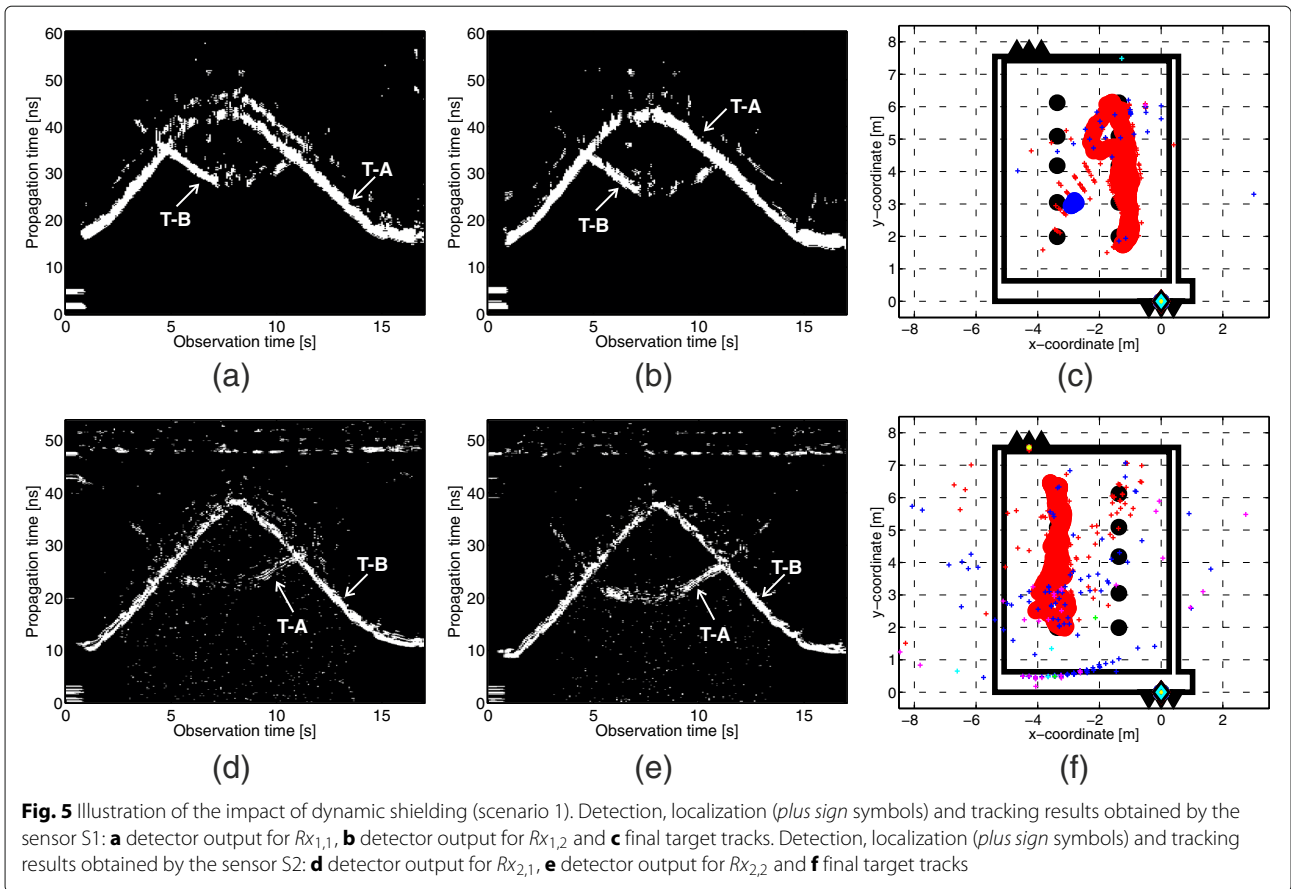 60
50
40
30
20
10
0
Propagation time [ns]
0 5 10 15
Observation time [s]
T-A
T-B
(a)
60
50
40
30
20
10
0
Propagation time [ns]
0 5 10 15
Observation time [s]
T-A
T-B
(b)
8
7
6
5
4
3
2
1
0
y-coordinate [m]
−8 −6 −4 −2 0 2
x-coordinate [m]
(c)
50
40
30
20
10
0
Propagation time [ns]
0 5 10 15
Observation time [s]
T-B
T-A
(d)
50
40
30
20
10
0
Propagation time [ns]
0 5 10 15
Observation time [s]
T-B
T-A
(e)
8
7
6
5
4
3
2
1
0
y-coordinate [m]
−8 −6 −4 −2 0 2
x-coordinate [m]
(f)
Fig. 5 Illustration of the impact of dynamic shielding (scenario 1). Detection, localization (plus sign symbols) and tracking results obtained by the
sensor S1: a detector output for Rx1,1, b detector output for Rx1,2 and c final target tracks. Detection, localization (plus sign symbols) and tracking
results obtained by the sensor S2: d detector output for Rx2,1, e detector output for Rx2,2 and f final target tracks